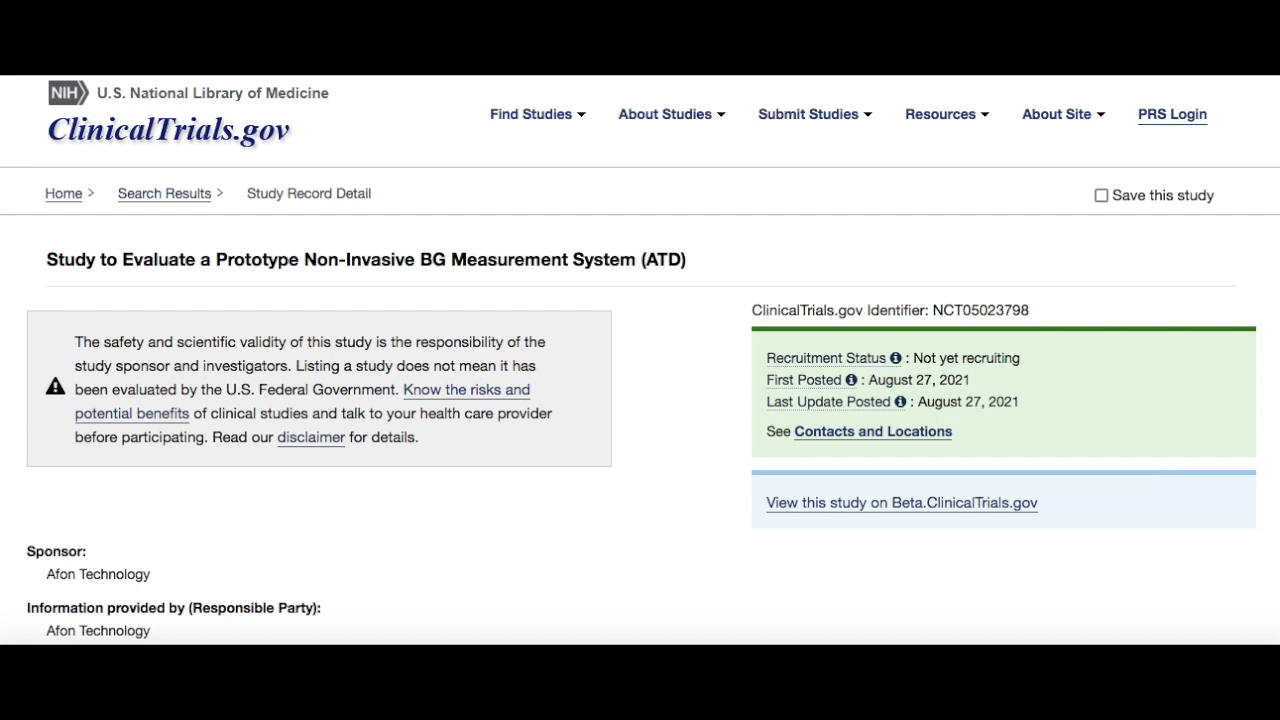 NIH U.S. National Library of Medicine
ClinicalTrials.gov
Find Studies About Studies Submit Studies Resources About Site PRS Login
Home > Search Results > Study Record Detail
Save this study
Study to Evaluate a Prototype Non-Invasive BG Measurement System (ATD)
The safety and scientific validity of this study is the responsibility of the
study sponsor and investigators. Listing a study does not mean it has
been evaluated by the U.S. Federal Government. Know the risks and
potential benefits of clinical studies and talk to your health care provider
before participating. Read our disclaimer for details.
ClinicalTrials.gov Identifier: NCT05023798
Recruitment Status : Not yet recruiting
First Posted : August 27, 2021
Last Update Posted : August 27, 2021
See Contacts and Locations
View this study on Beta.ClinicalTrials.gov
Sponsor:
Afon Technology
Information provided by (Responsible Party):
Afon Technology